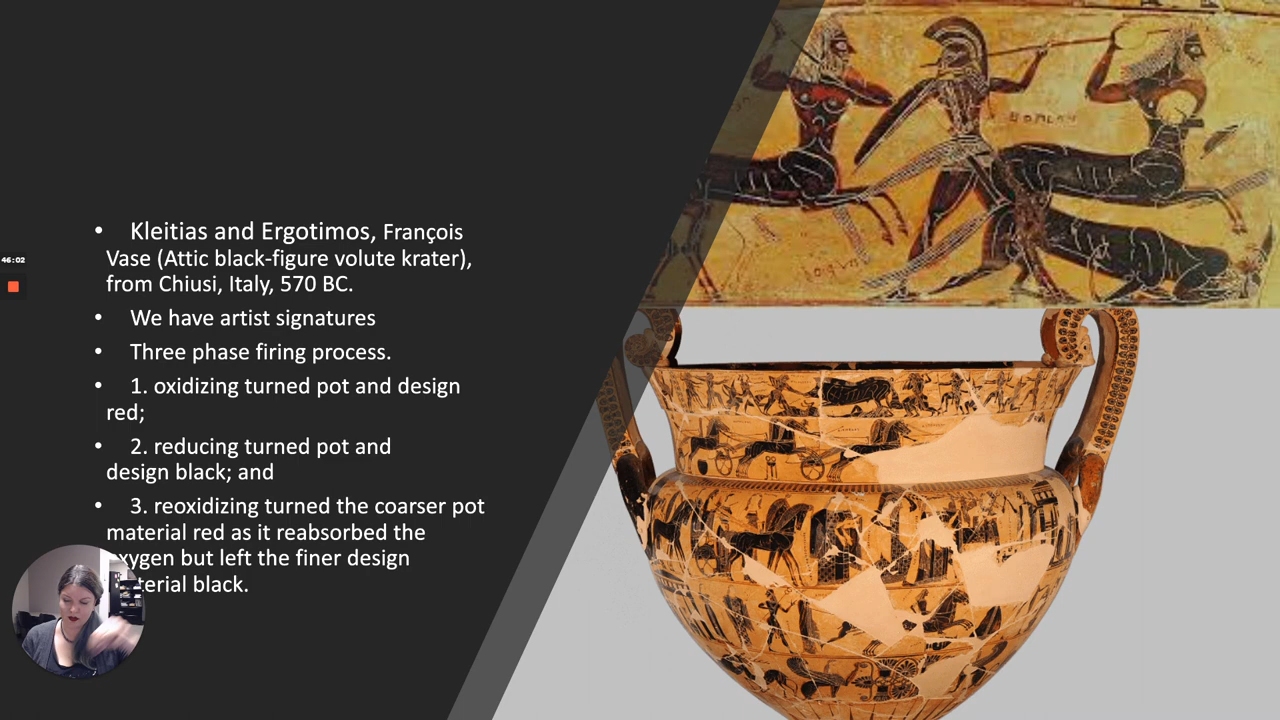 • Kleitias and Ergotimos, François
Vase (Attic black-figure volute krater),
from Chiusi, Italy, 570 BC.
• We have artist signatures
• Three phase firing process.
• 1. oxidizing turned pot and design
red;
• 2. reducing turned pot and
design black; and
• 3. reoxidizing turned the coarser pot
material red as it reabsorbed the
oxygen but left the finer design
material black.
46:02